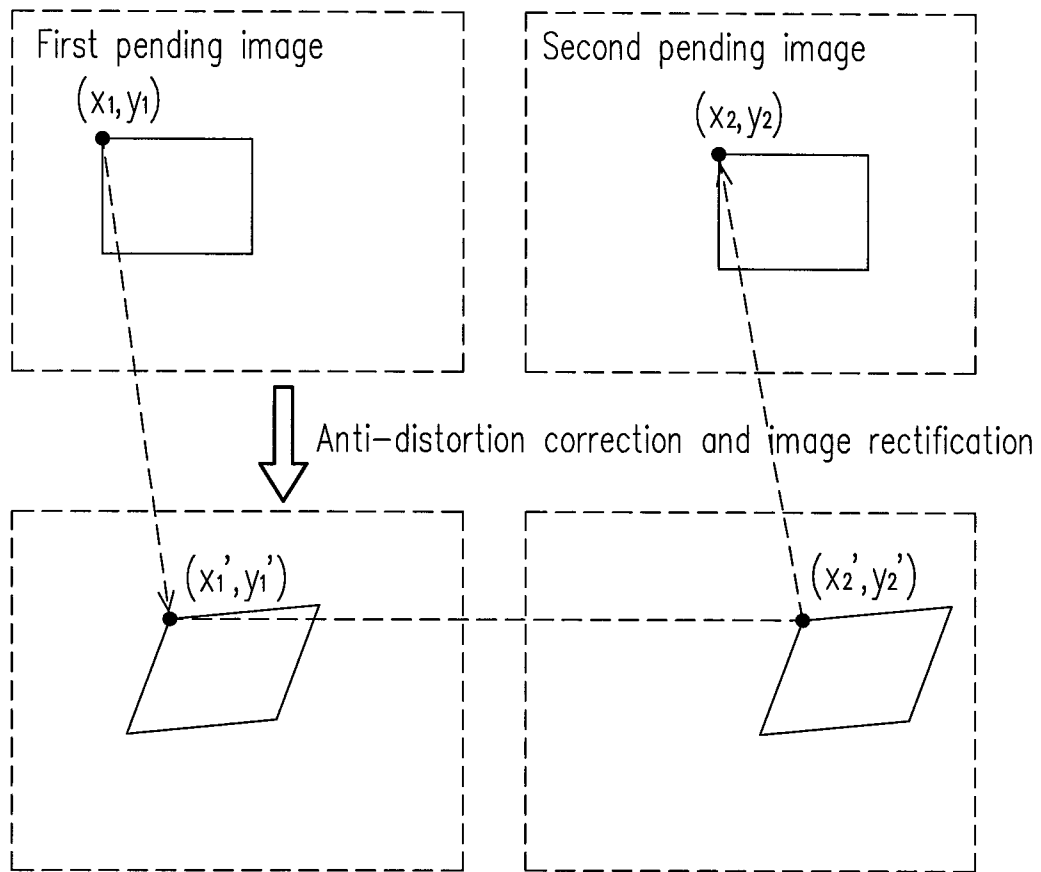 First pending image
(x1,y1)
Second pending image
(x2,y2)
Anti-distortion correction and image rectification
(x1',y1')
(x2',y2')